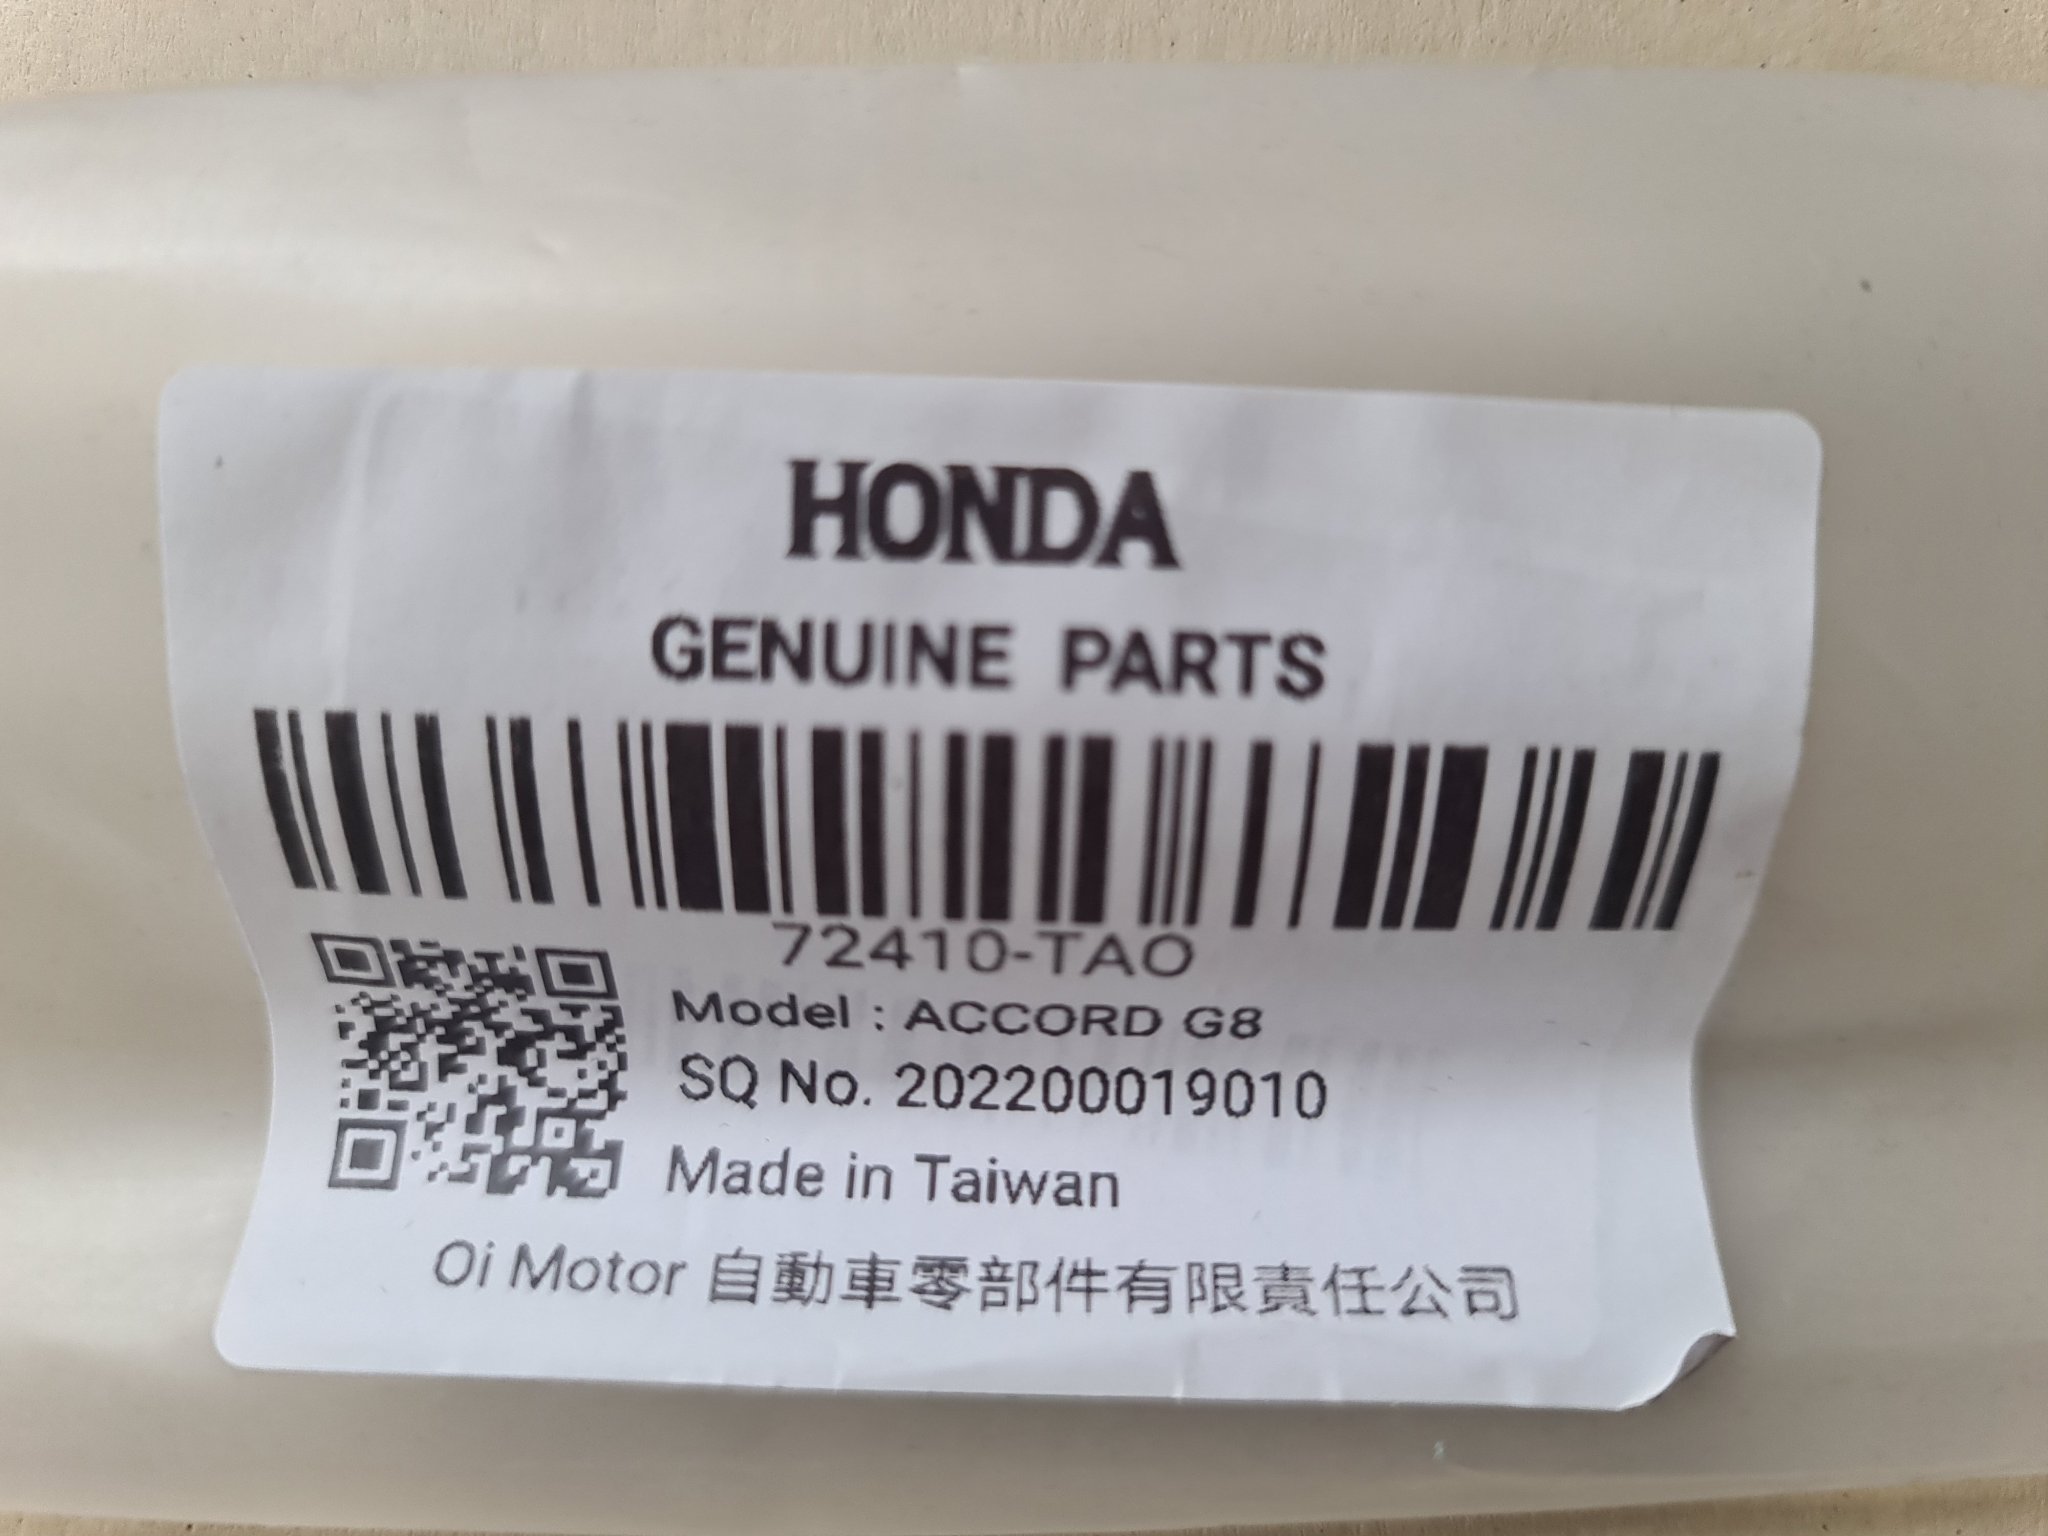 HONDA
GENUINE PARTS
72410-TAO
Model : ACCORD G8
SQ No. 202200019010
Made in Taiwan
Oi Motor 自動車零部件有限責任公司